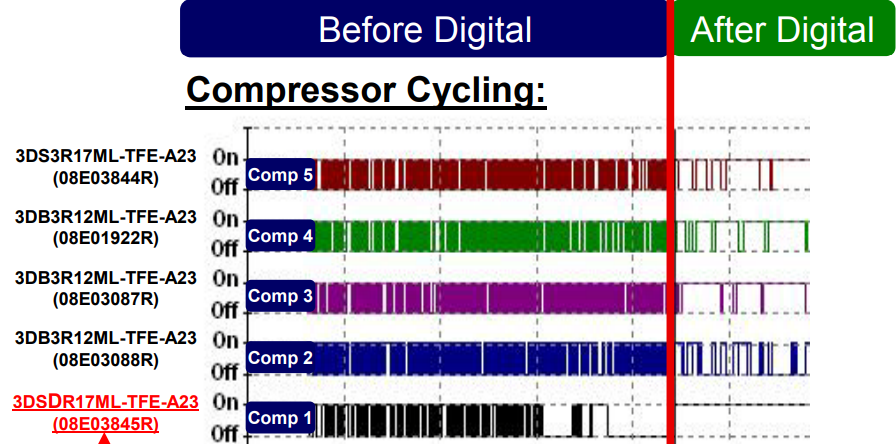 Before Digital
After Digital
Compressor Cycling:
3DS3R17ML-TFE-A23
(08E03844R)
On
Off
Comp 5
3DB3R12ML-TFE-A23
(08E01922R)
On
Off
Comp 4
3DB3R12ML-TFE-A23
(08E03087R)
On
Off
Comp 3
3DB3R12ML-TFE-A23
(08E03088R)
On
Off
Comp 2
3DSDR17ML-TFE-A23
(08E03845R)
On
Off
Comp 1